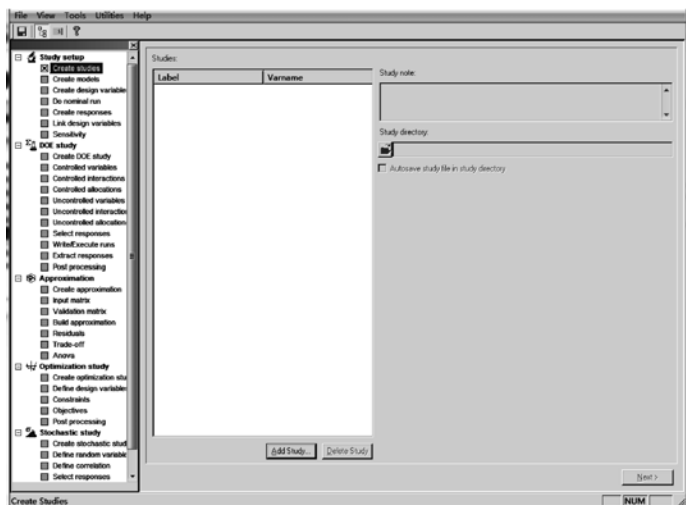 File View Tools Utilities Help
Study setup
Create studies
Create models
Create design variable
Do nominal run
Create responses
Link design variables
Sensitivity
DOE study
Create DOE study
Controlled variables
Controlled interactions
Controlled allocations
Uncontrolled variables
Uncontrolled interaction
Uncontrolled allocation
Select responses
Write/Execute runs
Extract responses
Post processing
Approximation
Create approximation
Input matrix
Validation matrix
Build approximation
Residuals
Trade-off
Anova
Optimization study
Create optimization stu
Define design variable
Constraints
Objectives
Post processing
Stochastic study
Create stochastic stud
Define random variable
Define correlation
Select responses
Studies:
Label Varname
Add Study... Delete Study
Study note:
Study directory:
Autosave study file in study directory
Next >
Create Studies NUM